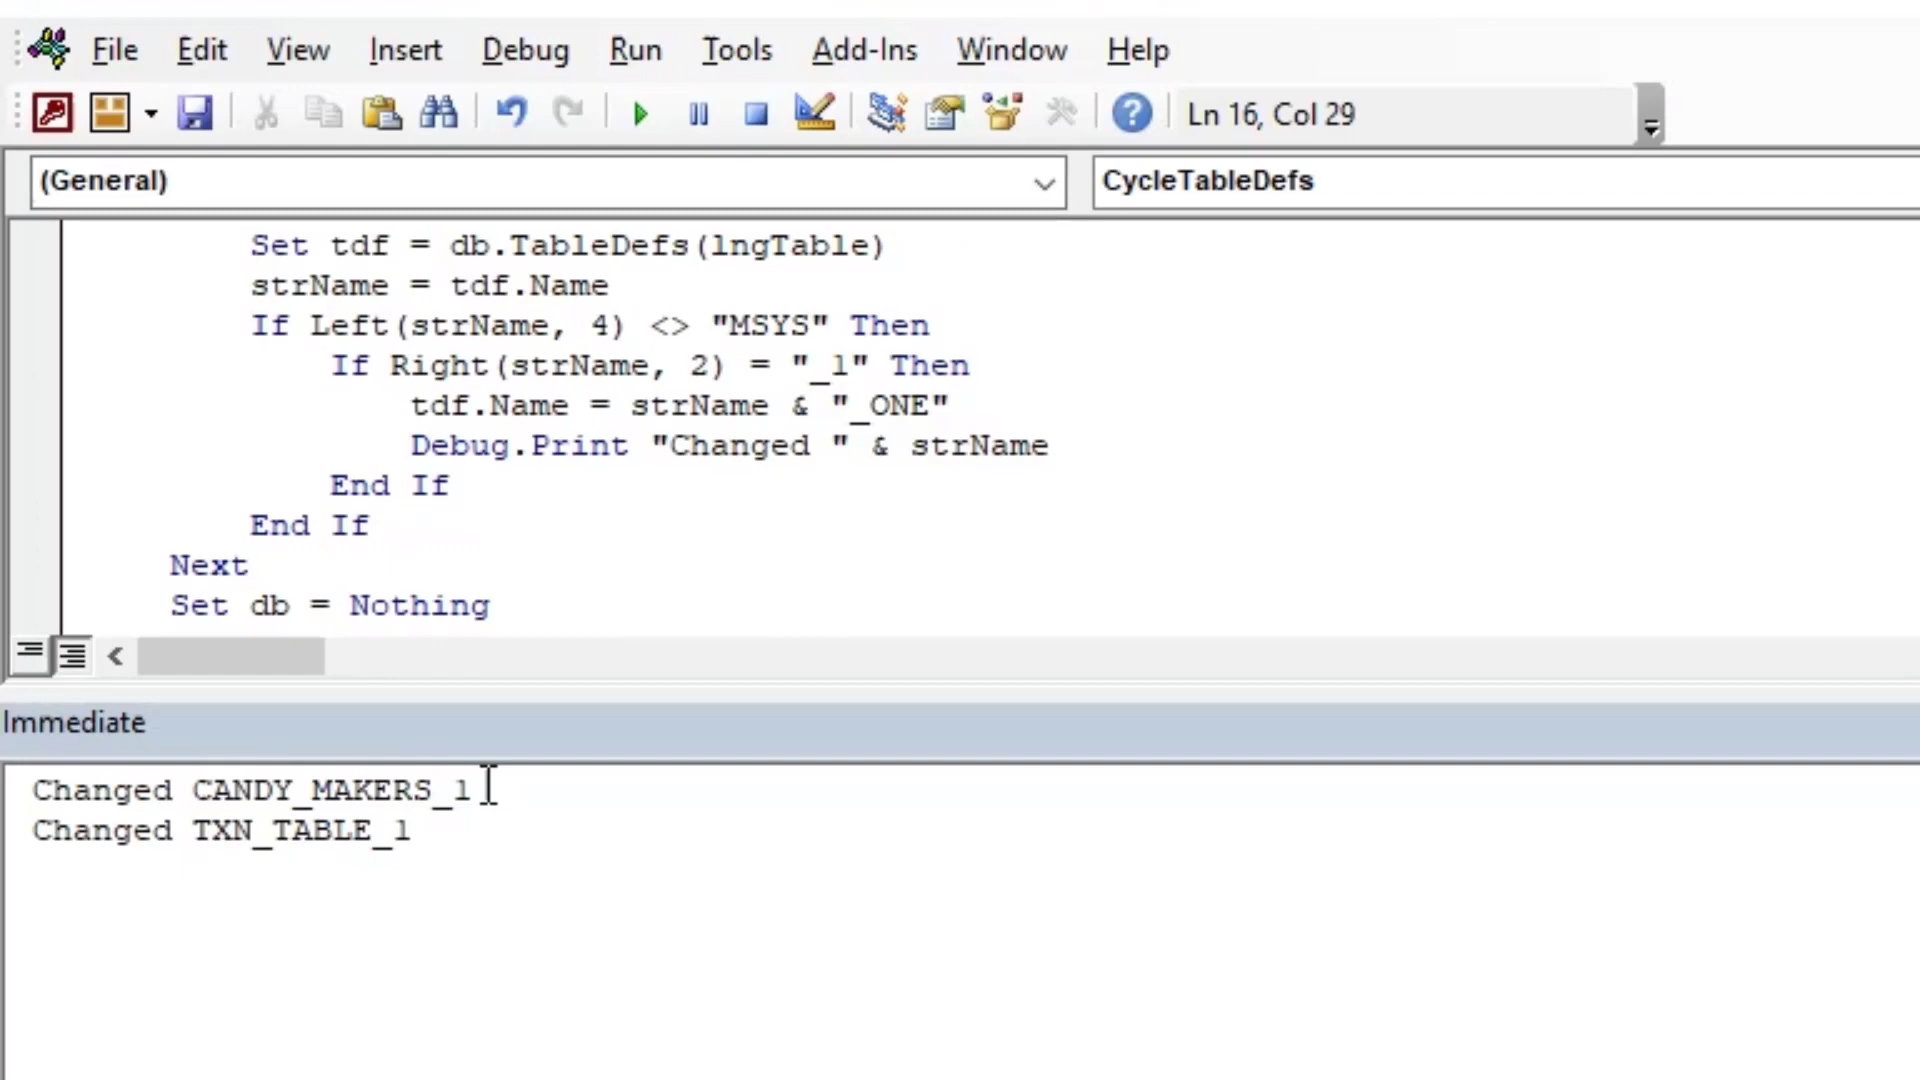 File Edit View Insert Debug Run Tools Add-Ins Window Help
Ln 16, Col 29
(General) CycleTableDefs
Set tdf = db.TableDefs(lngTable)
strName = tdf.Name
If Left(strName, 4) <> "MSYS" Then
If Right(strName, 2) = "_1" Then
tdf.Name = strName & "_ONE"
Debug.Print "Changed " & strName
End If
End If
Next
Set db = Nothing
Immediate
Changed CANDY_MAKERS_1
Changed TXN_TABLE_1